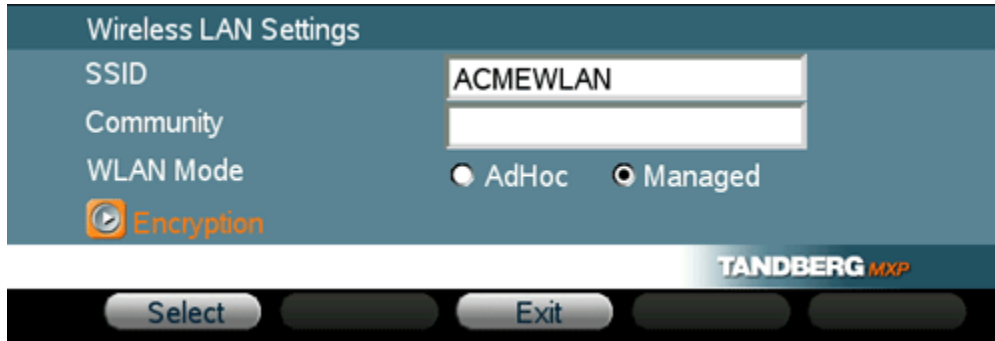 Wireless LAN Settings
SSID ACMEWLAN
Community
WLAN Mode AdHoc Managed
Encryption
TANDBERG MXP
Select Exit